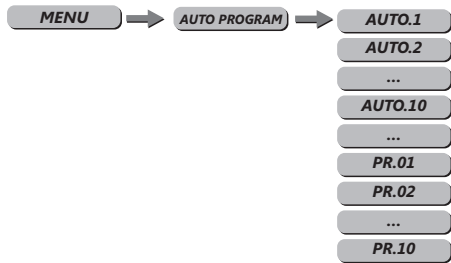 MENU AUTO PROGRAM AUTO.1
AUTO.2
...
AUTO.10
...
PR.01
PR.02
...
PR.10